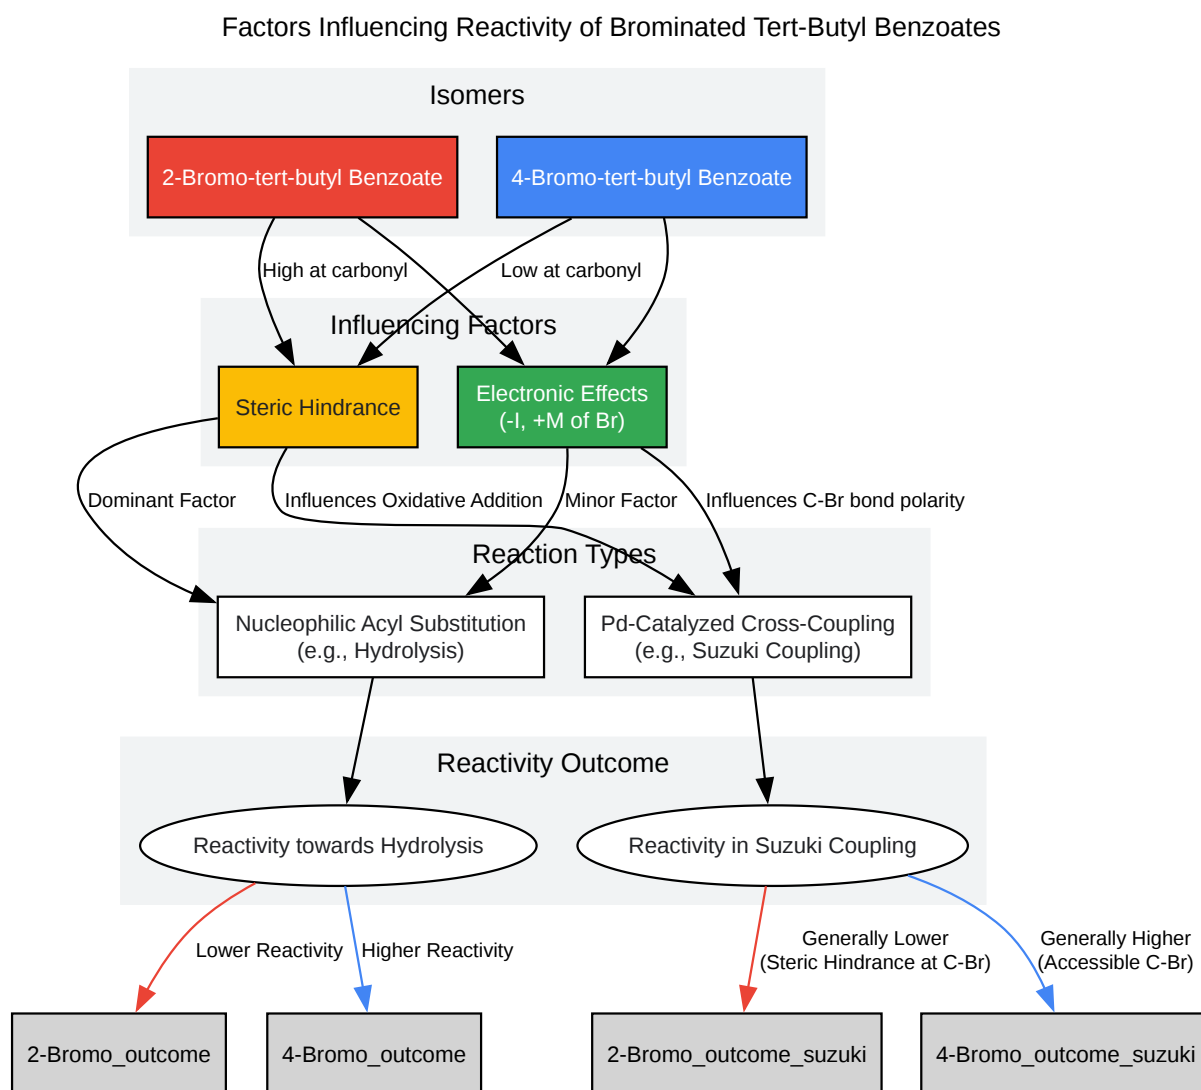 Factors Influencing Reactivity of Brominated Tert-Butyl Benzoates
Isomers
2-Bromo-tert-butyl Benzoate
4-Bromo-tert-butyl Benzoate
High at carbonyl
Low at carbonyl
Influencing Factors
Steric Hindrance
Electronic Effects
(-I, +M of Br)
Dominant Factor
Influences Oxidative Addition
Minor Factor
Influences C-Br bond polarity
Reaction Types
Nucleophilic Acyl Substitution
(e.g., Hydrolysis)
Pd-Catalyzed Cross-Coupling
(e.g., Suzuki Coupling)
Reactivity Outcome
Reactivity towards Hydrolysis
Reactivity in Suzuki Coupling
Lower Reactivity
Higher Reactivity
Generally Lower
(Steric Hindrance at C-Br)
Generally Higher
(Accessible C-Br)
2-Bromo_outcome
4-Bromo_outcome
2-Bromo_outcome_suzuki
4-Bromo_outcome_suzuki